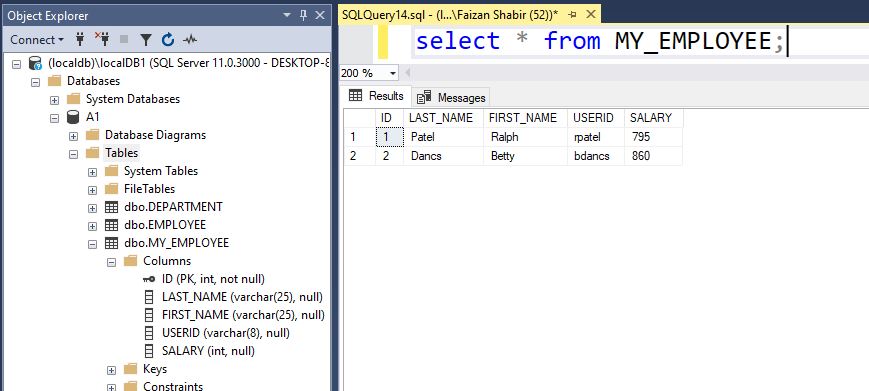 Object Explorer
Connect
(localdb)\localDB1 (SQL Server 11.0.3000 - DESKTOP-8
Databases
System Databases
A1
Database Diagrams
Tables
System Tables
FileTables
dbo.DEPARTMENT
dbo.EMPLOYEE
dbo.MY_EMPLOYEE
Columns
ID (PK, int, not null)
LAST_NAME (varchar(25), null)
FIRST_NAME (varchar(25), null)
USERID (varchar(8), null)
SALARY (int, null)
Keys
Constraints
SQLQuery14.sql - (l...\Faizan Shabir (52))*
select * from MY_EMPLOYEE;
200 %
Results Messages
ID LAST_NAME FIRST_NAME USERID SALARY
1 1 Patel Ralph rpatel 795
2 2 Dancs Betty bdancs 860